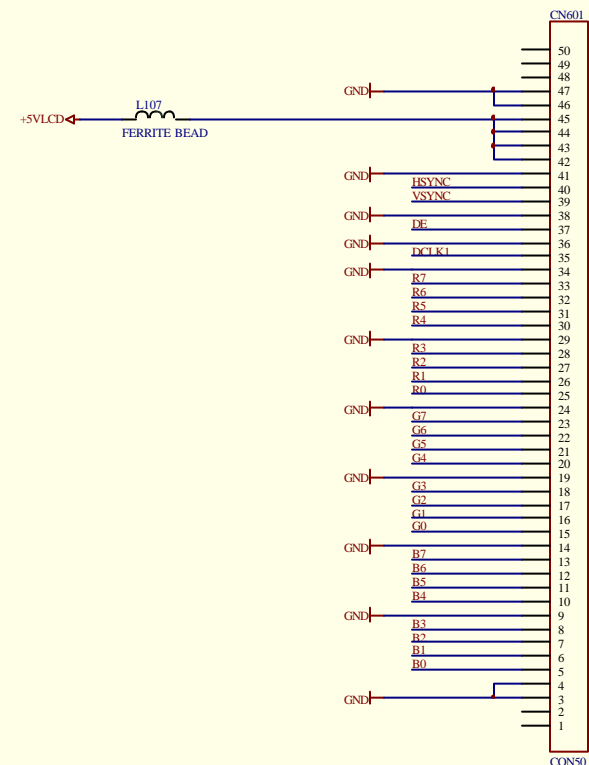 CN601
50
49
48
GND 47
46
L107
+5VLCD 45
FERRITE BEAD
44
43
42
GND 41
HSYNC 40
VSYNC 39
GND 38
DE 37
GND 36
DCLK1 35
GND 34
R7 33
R6 32
R5 31
R4 30
GND 29
R3 28
R2 27
R1 26
R0 25
GND 24
G7 23
G6 22
G5 21
G4 20
GND 19
G3 18
G2 17
G1 16
G0 15
GND 14
B7 13
B6 12
B5 11
B4 10
GND 9
B3 8
B2 7
B1 6
B0 5
4
GND 3
2
1
CON50